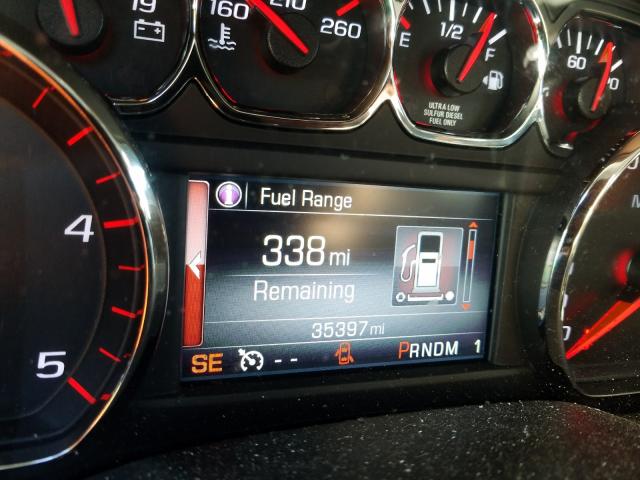 19
160 210 260
E 1/2 F
ULTRA LOW
SULFUR DIESEL
FUEL ONLY
60
4
5
i Fuel Range
338 mi
Remaining
35397 mi
SE -- PRNDM 1